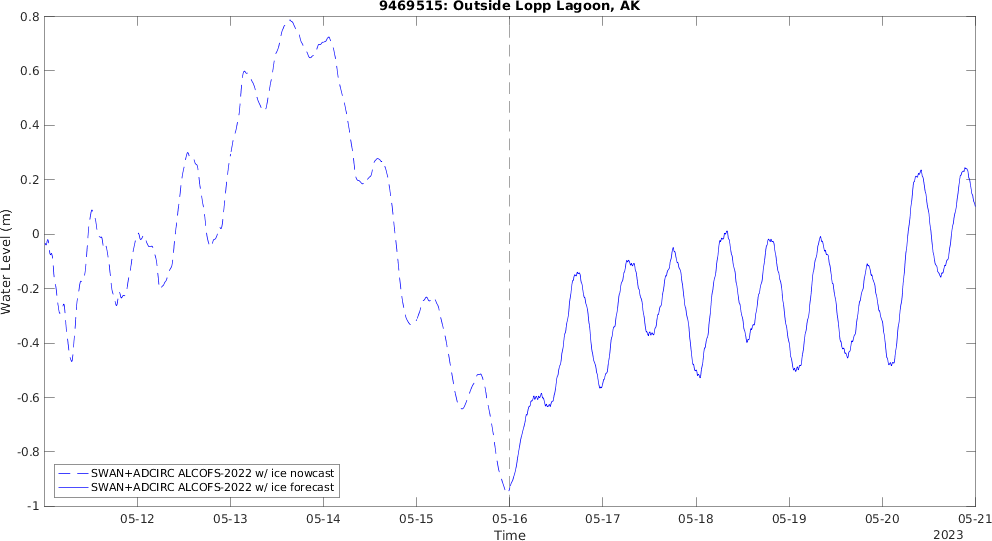 9469515: Outside Lopp Lagoon, AK
0.8
0.6
0.4
0.2
0
-0.2
-0.4
-0.6
-0.8
-1
Water Level (m)
SWAN+ADCIRC ALCOFS-2022 w/ ice nowcast
SWAN+ADCIRC ALCOFS-2022 w/ ice forecast
05-12 05-13 05-14 05-15 05-16 05-17 05-18 05-19 05-20 05-21
Time
2023